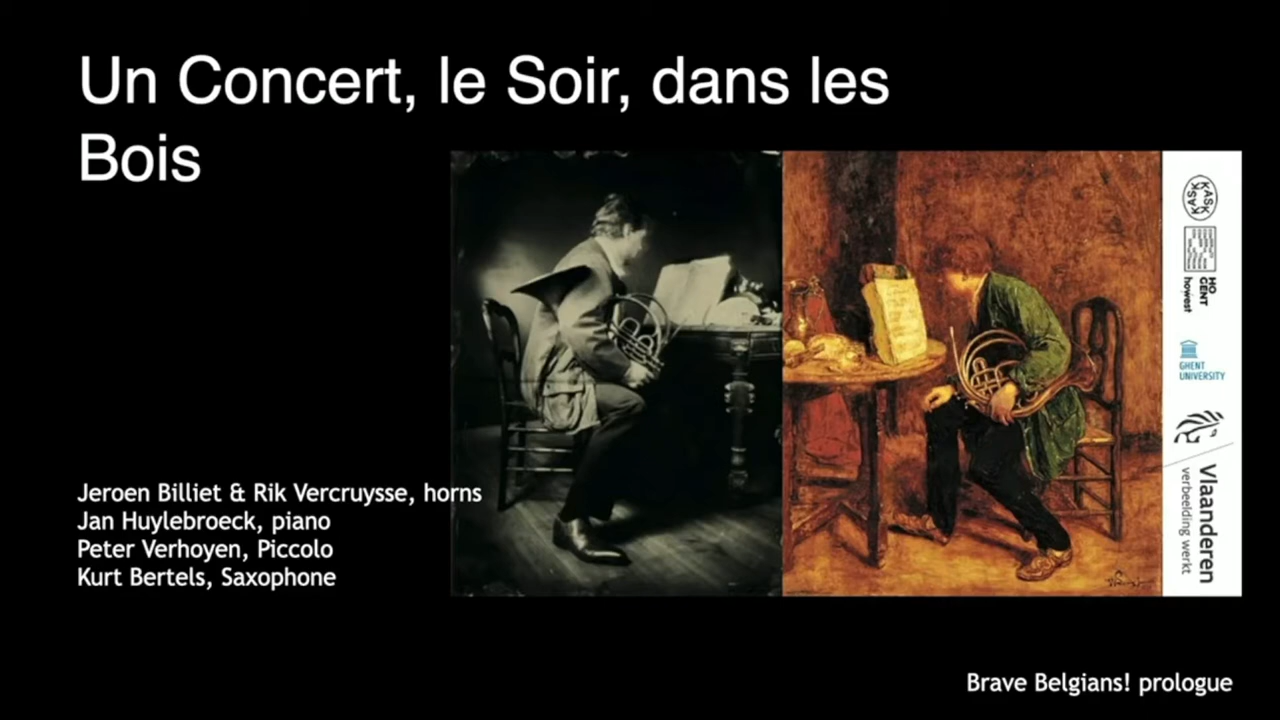 Un Concert, le Soir, dans les
Bois
Jeroen Billiet & Rik Vercruysse, horns
Jan Huylebroeck, piano
Peter Verhoyen, Piccolo
Kurt Bertels, Saxophone
KASK
KASK
HO
GENT
howest
GHENT
UNIVERSITY
Vlaanderen
verbeelding werkt
Brave Belgians! prologue